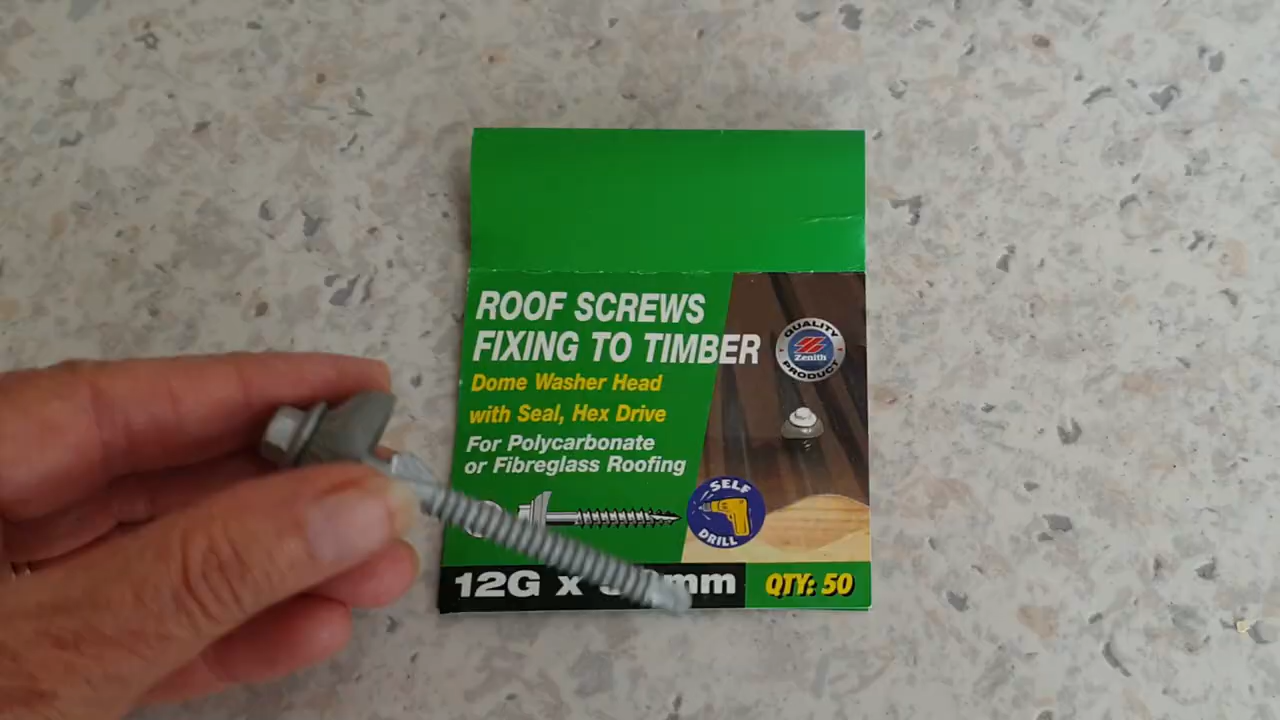 ROOF SCREWS
FIXING TO TIMBER
Dome Washer Head
with Seal, Hex Drive
For Polycarbonate
or Fibreglass Roofing
QUALITY
Zenith
PRODUCT
SELF
DRILL
12G x mm
QTY: 50